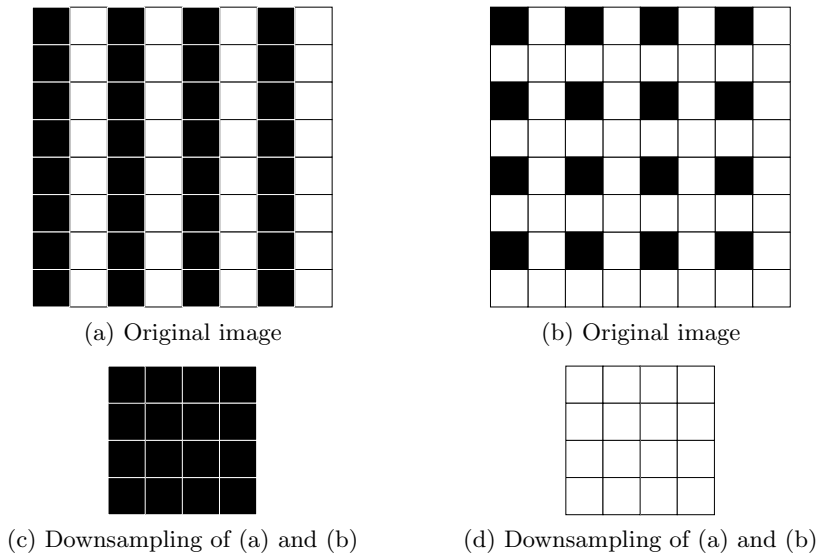 (a) Original image
(b) Original image
(c) Downsampling of (a) and (b)
(d) Downsampling of (a) and (b)